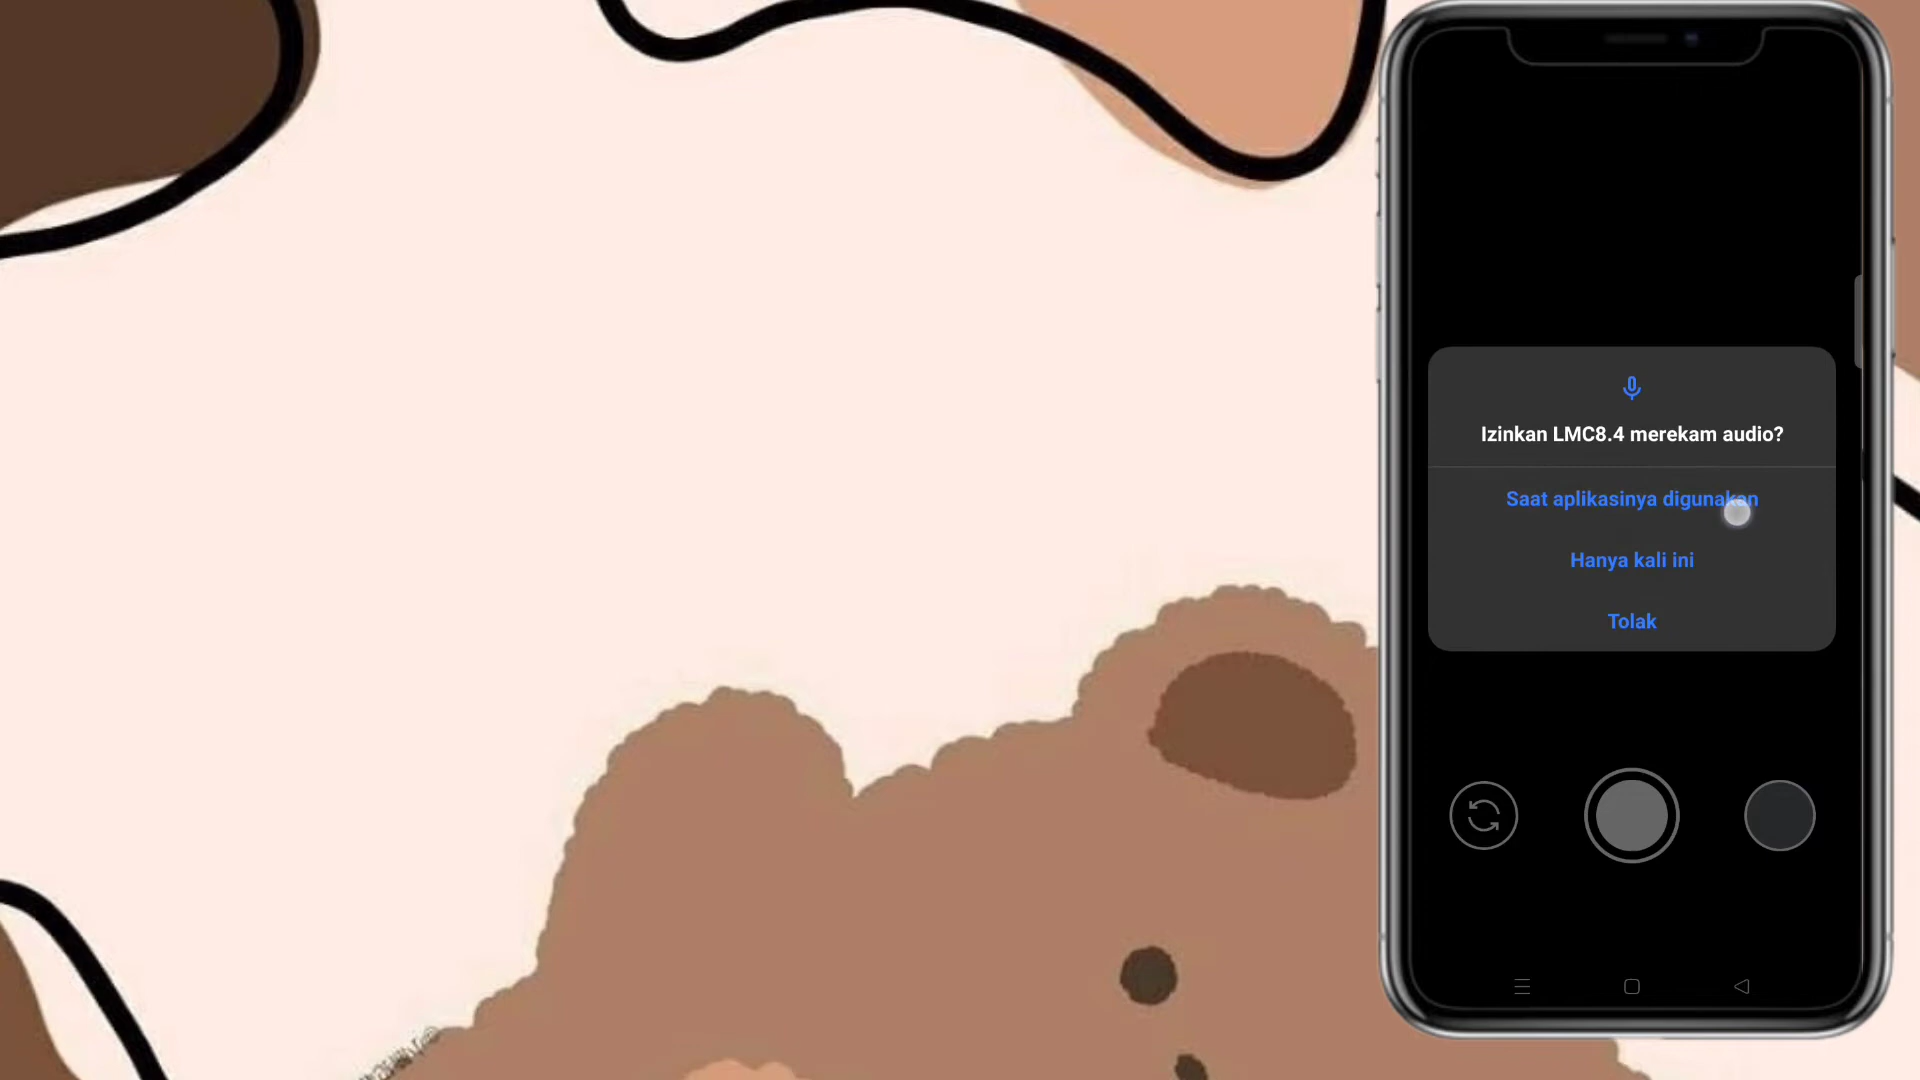 Izinkan LMC8.4 merekam audio?
Saat aplikasinya digunakan
Hanya kali ini
Tolak